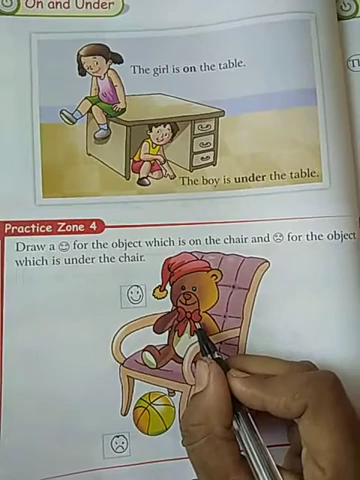 On and Under
The girl is on the table.
The boy is under the table.
Practice Zone 4
Draw a ☺ for the object which is on the chair and ☹ for the object
which is under the chair.